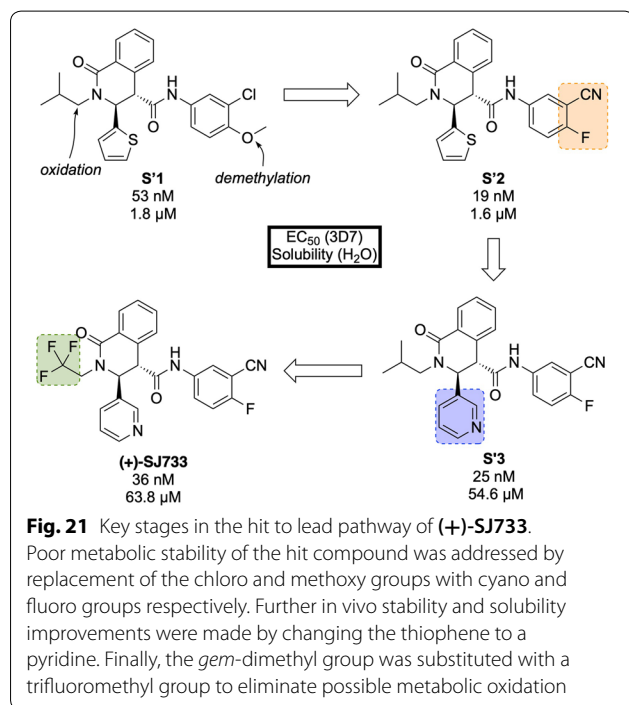 O
N
H
N
O
S
Cl
O
oxidation
demethylation
S'1
53 nM
1.8 µM
O
N
H
N
O
S
CN
F
S'2
19 nM
1.6 µM
EC50 (3D7)
Solubility (H2O)
F
F
F
O
N
H
N
O
N
CN
F
(+)-SJ733
36 nM
63.8 µM
O
N
H
N
O
N
CN
F
S'3
25 nM
54.6 µM
Fig. 21 Key stages in the hit to lead pathway of (+)-SJ733.
Poor metabolic stability of the hit compound was addressed by
replacement of the chloro and methoxy groups with cyano and
fluoro groups respectively. Further in vivo stability and solubility
improvements were made by changing the thiophene to a
pyridine. Finally, the gem-dimethyl group was substituted with a
trifluoromethyl group to eliminate possible metabolic oxidation